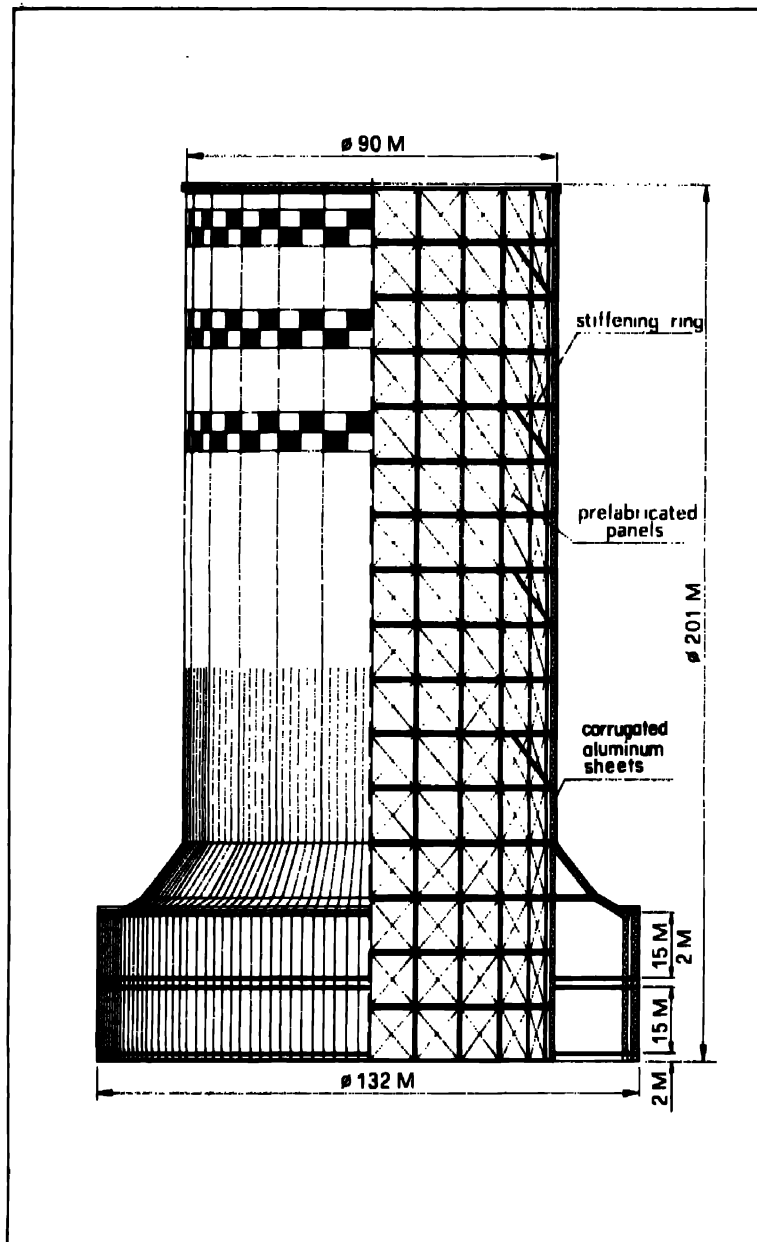 ø 90 M
stiffening ring
prefabricated
panels
ø 201 M
corrugated
aluminum
sheets
15 M
2 M
15 M
2 M
ø 132 M